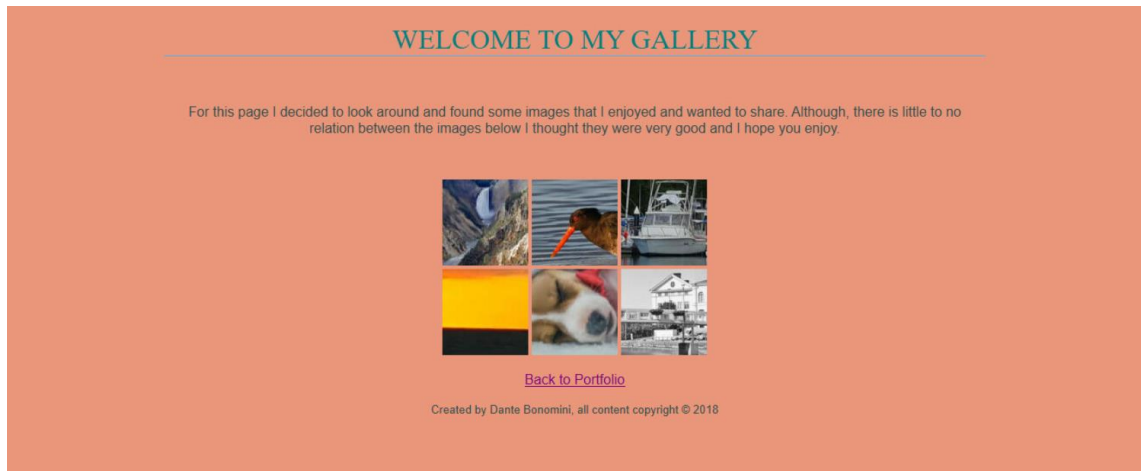 WELCOME TO MY GALLERY
For this page I decided to look around and found some images that I enjoyed and wanted to share. Although, there is little to no
relation between the images below I thought they were very good and I hope you enjoy.
Back to Portfolio
Created by Dante Bonomini, all content copyright © 2018